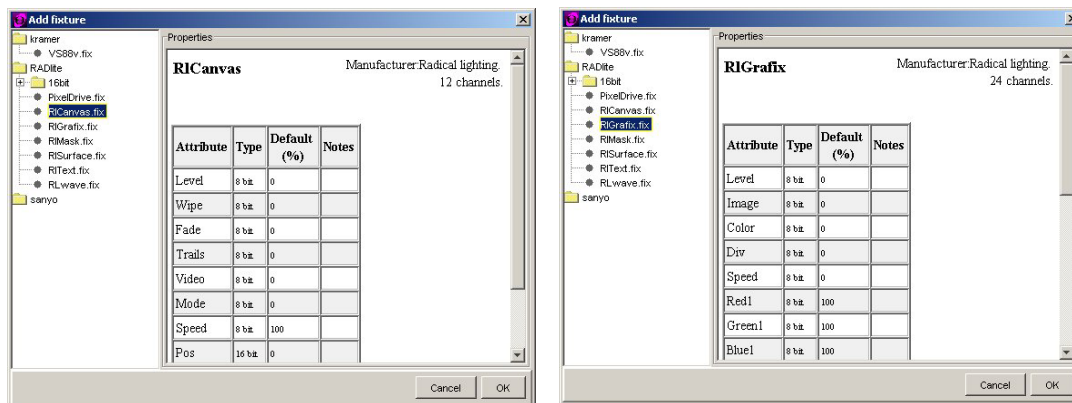 Add fixture
kramer
VS88v.fix
RADlite
16bit
PixelDrive.fix
RlCanvas.fix
RlGrafix.fix
RlMask.fix
RlSurface.fix
RlText.fix
RLwave.fix
sanyo
Properties
RlCanvas
Manufacturer:Radical lighting.
12 channels.
Attribute Type Default (%) Notes
Level 8 bit 0
Wipe 8 bit 0
Fade 8 bit 0
Trails 8 bit 0
Video 8 bit 0
Mode 8 bit 0
Speed 8 bit 100
Pos 16 bit 0
Cancel OK
Add fixture
kramer
VS88v.fix
RADlite
16bit
PixelDrive.fix
RlCanvas.fix
RlGrafix.fix
RlMask.fix
RlSurface.fix
RlText.fix
RLwave.fix
sanyo
Properties
RlGrafix
Manufacturer:Radical lighting.
24 channels.
Attribute Type Default (%) Notes
Level 8 bit 0
Image 8 bit 0
Color 8 bit 0
Div 8 bit 0
Speed 8 bit 0
Red1 8 bit 100
Green1 8 bit 100
Blue1 8 bit 100
Cancel OK